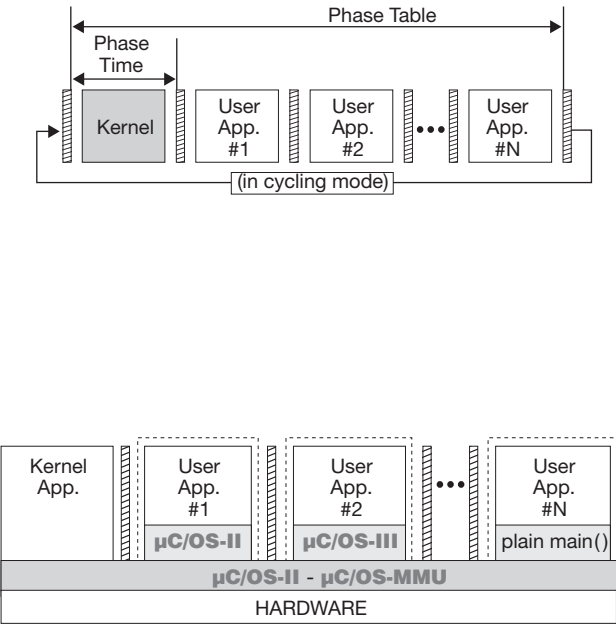 Phase Table
Phase
Time
Kernel
User
App.
#1
User
App.
#2
User
App.
#N
(in cycling mode)
Kernel
App.
User
App.
#1
User
App.
#2
User
App.
#N
µC/OS-II
µC/OS-III
plain main()
µC/OS-II - µC/OS-MMU
HARDWARE